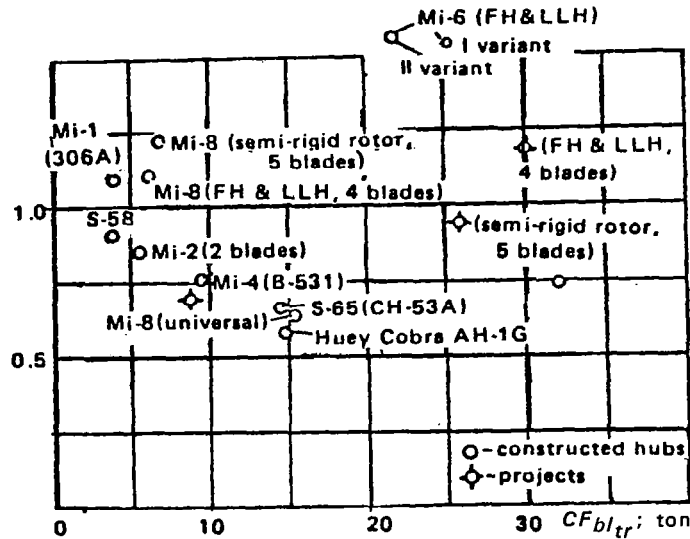 Mi-6 (FH&LLH)
I variant
II variant
Mi-1
(306A)
Mi-8 (semi-rigid rotor,
5 blades)
(FH & LLH,
4 blades)
Mi-8(FH & LLH, 4 blades)
1.0
S-58
(semi-rigid rotor,
5 blades)
Mi-2(2 blades)
Mi-4(B-531)
S-65(CH-53A)
Mi-8(universal)
Huey Cobra AH-1G
0.5
-constructed hubs
-projects
0 10 20 30 CFbltr; ton